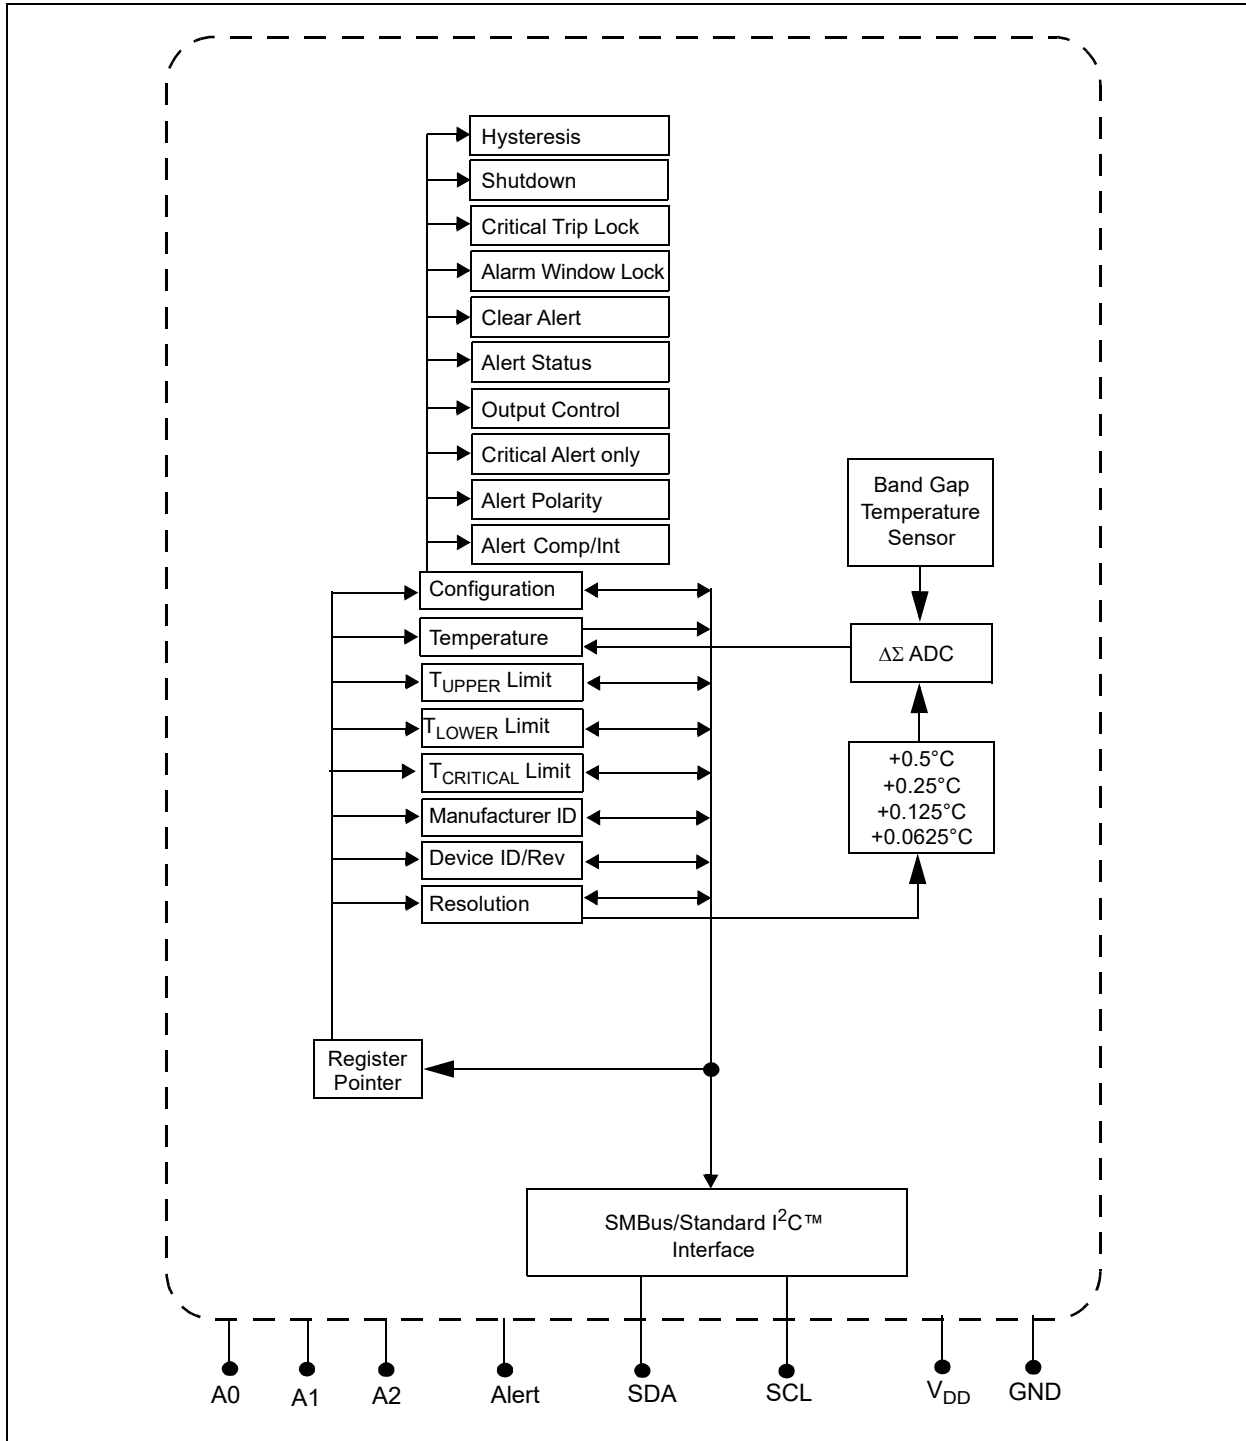 Hysteresis
Shutdown
Critical Trip Lock
Alarm Window Lock
Clear Alert
Alert Status
Output Control
Critical Alert only
Alert Polarity
Alert Comp/Int
Configuration
Temperature
TUPPER Limit
TLOWER Limit
TCRITICAL Limit
Manufacturer ID
Device ID/Rev
Resolution
Band Gap
Temperature
Sensor
ΔΣ ADC
+0.5°C
+0.25°C
+0.125°C
+0.0625°C
Register
Pointer
SMBus/Standard I²C™
Interface
A0
A1
A2
Alert
SDA
SCL
VDD
GND